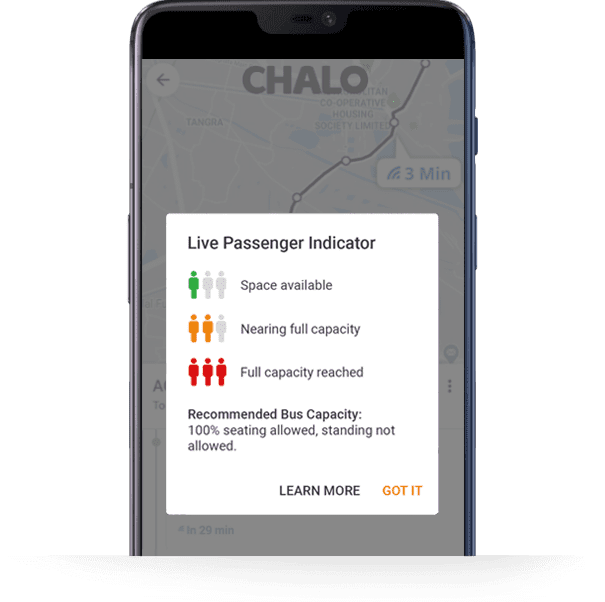 CHALO
CO-OPERATIVE
HOUSING
SOCIETY LIMITED
TANGRA
3 Min
Live Passenger Indicator
Space available
Nearing full capacity
Full capacity reached
Recommended Bus Capacity:
100% seating allowed, standing not
allowed.
LEARN MORE
GOT IT
In 29 min